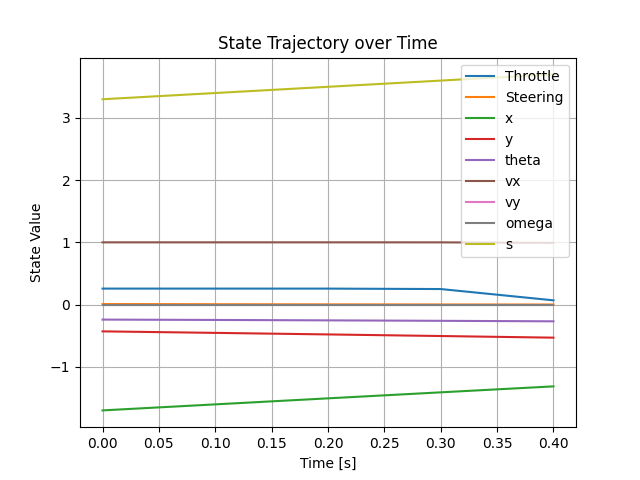 State Trajectory over Time
Throttle
Steering
x
y
theta
vx
vy
omega
s
State Value
3
2
1
0
−1
0.00 0.05 0.10 0.15 0.20 0.25 0.30 0.35 0.40
Time [s]